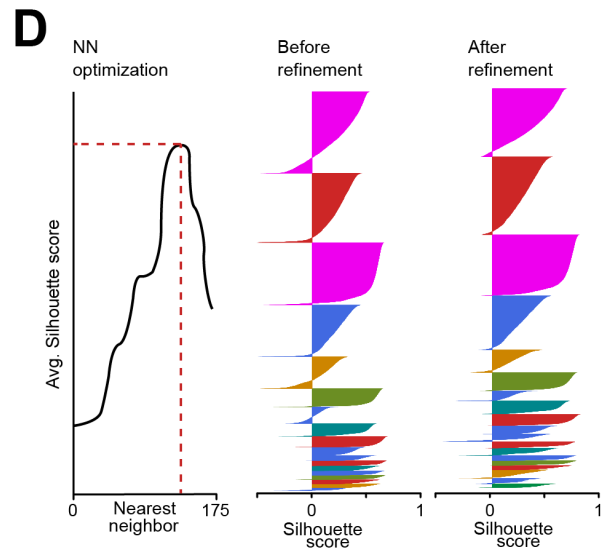 D
NN
optimization
Before
refinement
After
refinement
Avg. Silhouette score
0
Nearest
neighbor
175
0
1
Silhouette
score
0
1
Silhouette
score